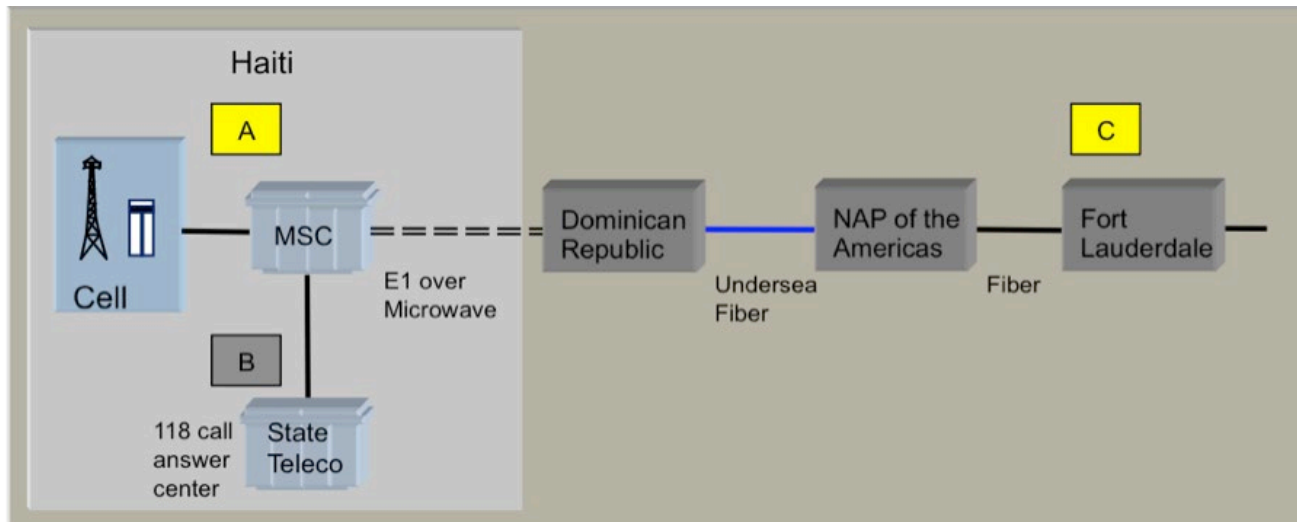 Haiti
A
C
MSC
Dominican
Republic
NAP of the
Americas
Fort
Lauderdale
Cell
E1 over
Microwave
Undersea
Fiber
Fiber
B
118 call
answer
center
State
Teleco